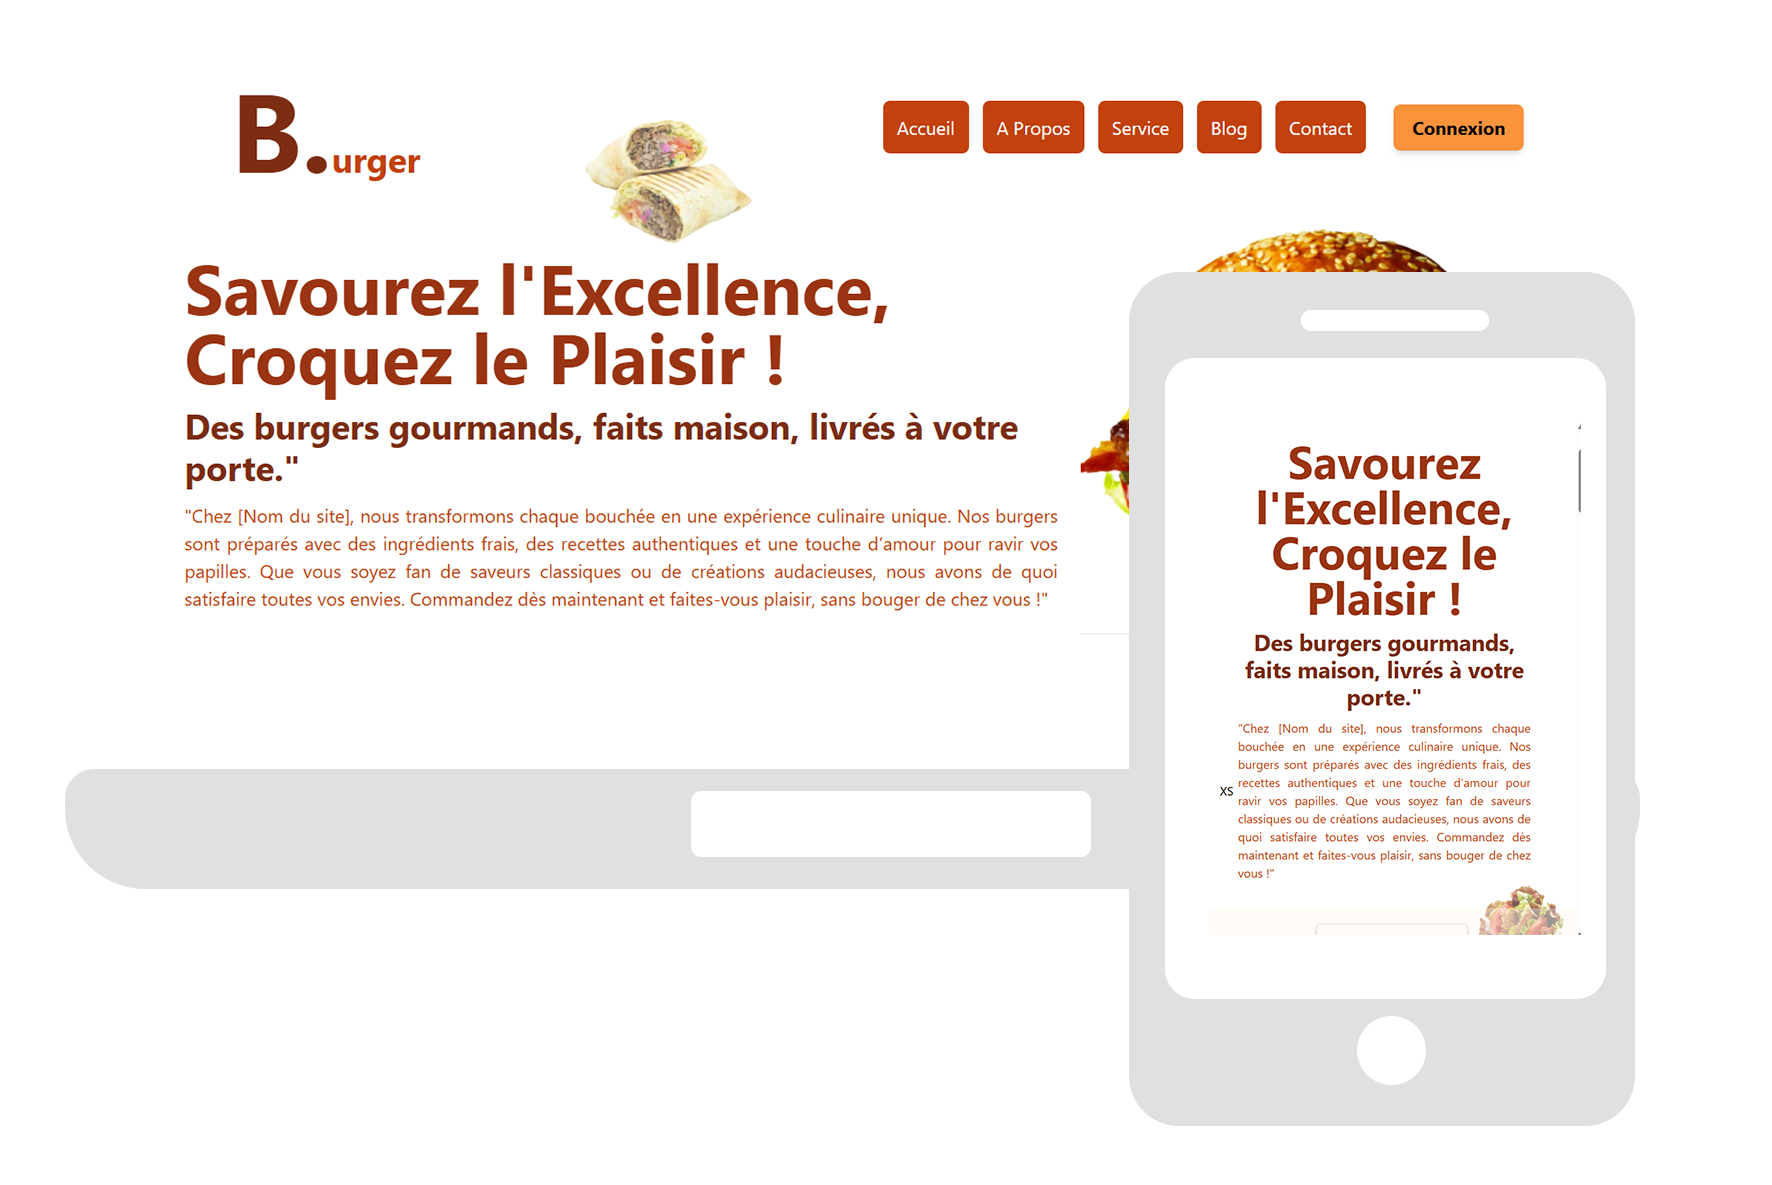 B.urger
Accueil
A Propos
Service
Blog
Contact
Connexion
Savourez l'Excellence,
Croquez le Plaisir !
Des burgers gourmands, faits maison, livrés à votre
porte."
"Chez [Nom du site], nous transformons chaque bouchée en une expérience culinaire unique. Nos burgers
sont préparés avec des ingrédients frais, des recettes authentiques et une touche d’amour pour ravir vos
papilles. Que vous soyez fan de saveurs classiques ou de créations audacieuses, nous avons de quoi
satisfaire toutes vos envies. Commandez dès maintenant et faites-vous plaisir, sans bouger de chez vous !"
Savourez
l'Excellence,
Croquez le
Plaisir !
Des burgers gourmands,
faits maison, livrés à votre
porte."
"Chez [Nom du site], nous transformons chaque
bouchée en une expérience culinaire unique. Nos
burgers sont préparés avec des ingrédients frais, des
recettes authentiques et une touche d’amour pour
XS
ravir vos papilles. Que vous soyez fan de saveurs
classiques ou de créations audacieuses, nous avons de
quoi satisfaire toutes vos envies. Commandez dès
maintenant et faites-vous plaisir, sans bouger de chez
vous !"